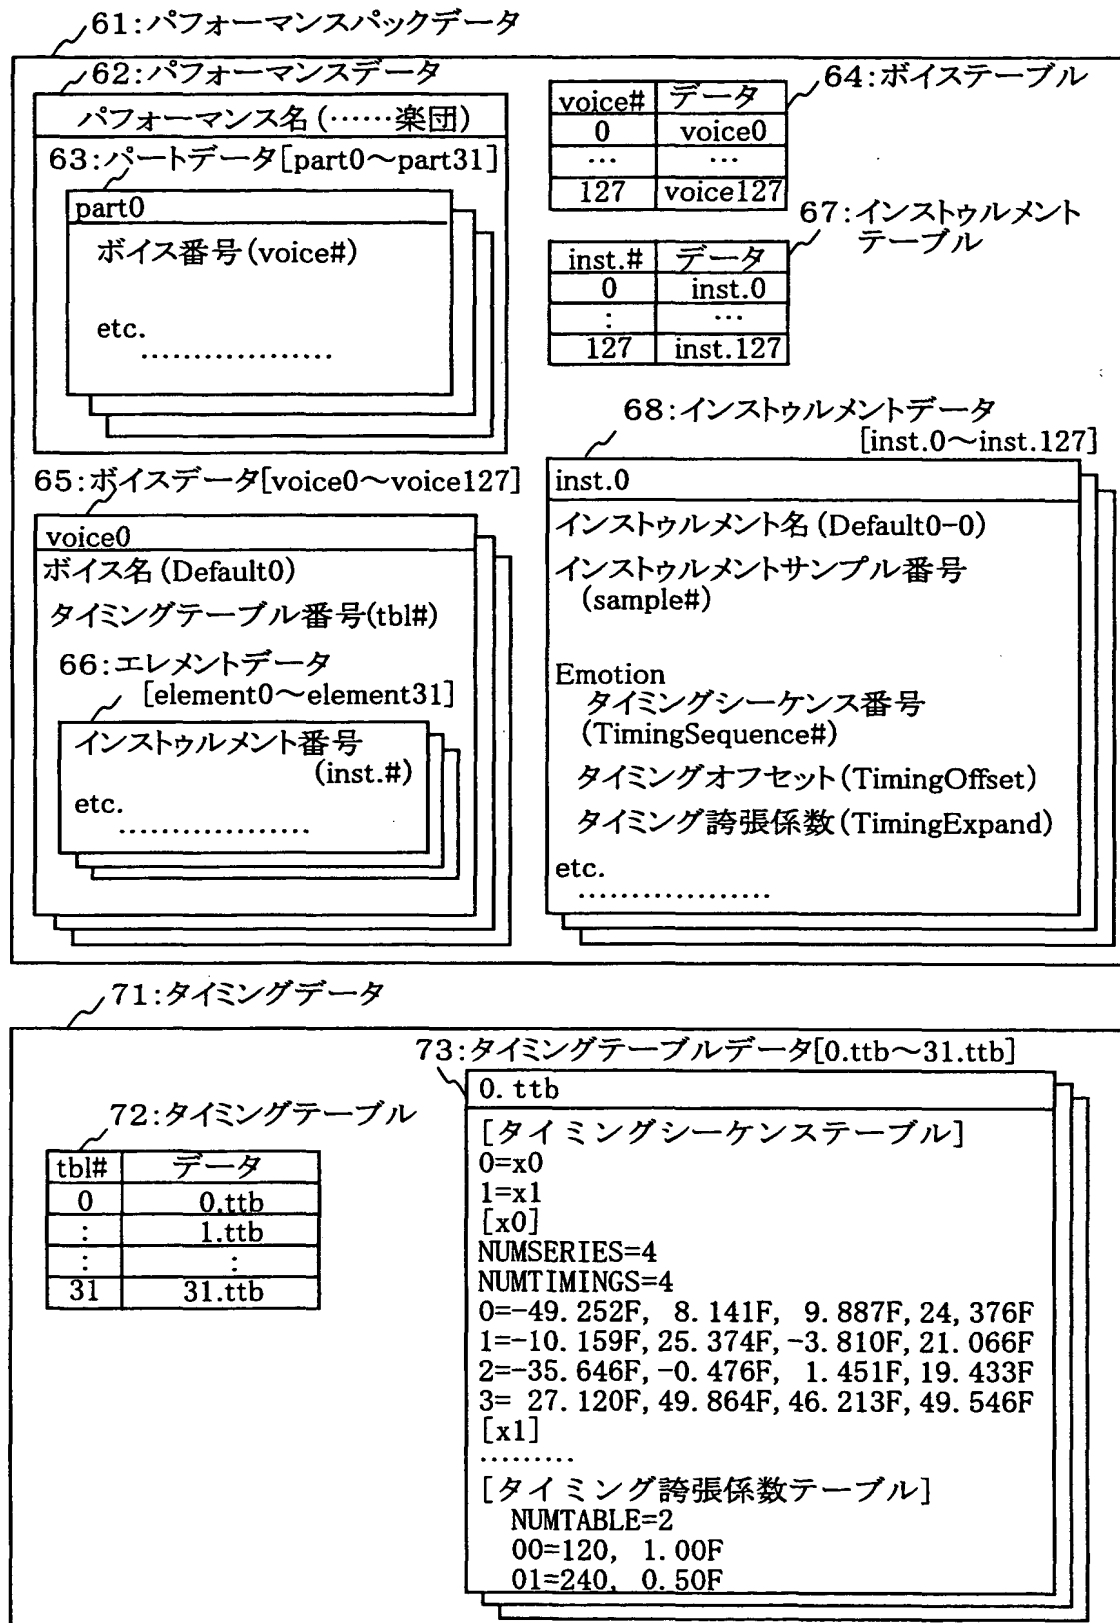 61:パフォーマンスパックデータ
62:パフォーマンスデータ
パフォーマンス名(……楽団)
63:パートデータ[part0～part31]
part0
ボイス番号(voice#)
etc.
………………
64:ボイステーブル
voice# データ
0 voice0
… …
127 voice127
67:インストゥルメント
テーブル
inst.# データ
0 inst.0
: …
127 inst.127
65:ボイスデータ[voice0～voice127]
voice0
ボイス名(Default0)
タイミングテーブル番号(tbl#)
66:エレメントデータ
[element0～element31]
インストゥルメント番号
(inst.#)
etc.
………………
68:インストゥルメントデータ
[inst.0～inst.127]
inst.0
インストゥルメント名(Default0-0)
インストゥルメントサンプル番号
(sample#)
Emotion
タイミングシーケンス番号
(TimingSequence#)
タイミングオフセット(TimingOffset)
タイミング誇張係数(TimingExpand)
etc.
………………
71:タイミングデータ
72:タイミングテーブル
tbl# データ
0 0.ttb
: 1.ttb
: :
31 31.ttb
73:タイミングテーブルデータ[0.ttb～31.ttb]
0. ttb
[タイミングシーケンステーブル]
0=x0
1=x1
[x0]
NUMSERIES=4
NUMTIMINGS=4
0=-49.252F, 8.141F, 9.887F,24,376F
1=-10.159F,25.374F,-3.810F,21.066F
2=-35.646F,-0.476F, 1.451F,19.433F
3= 27.120F,49.864F,46.213F,49.546F
[x1]
………
[タイミング誇張係数テーブル]
NUMTABLE=2
00=120, 1.00F
01=240, 0.50F